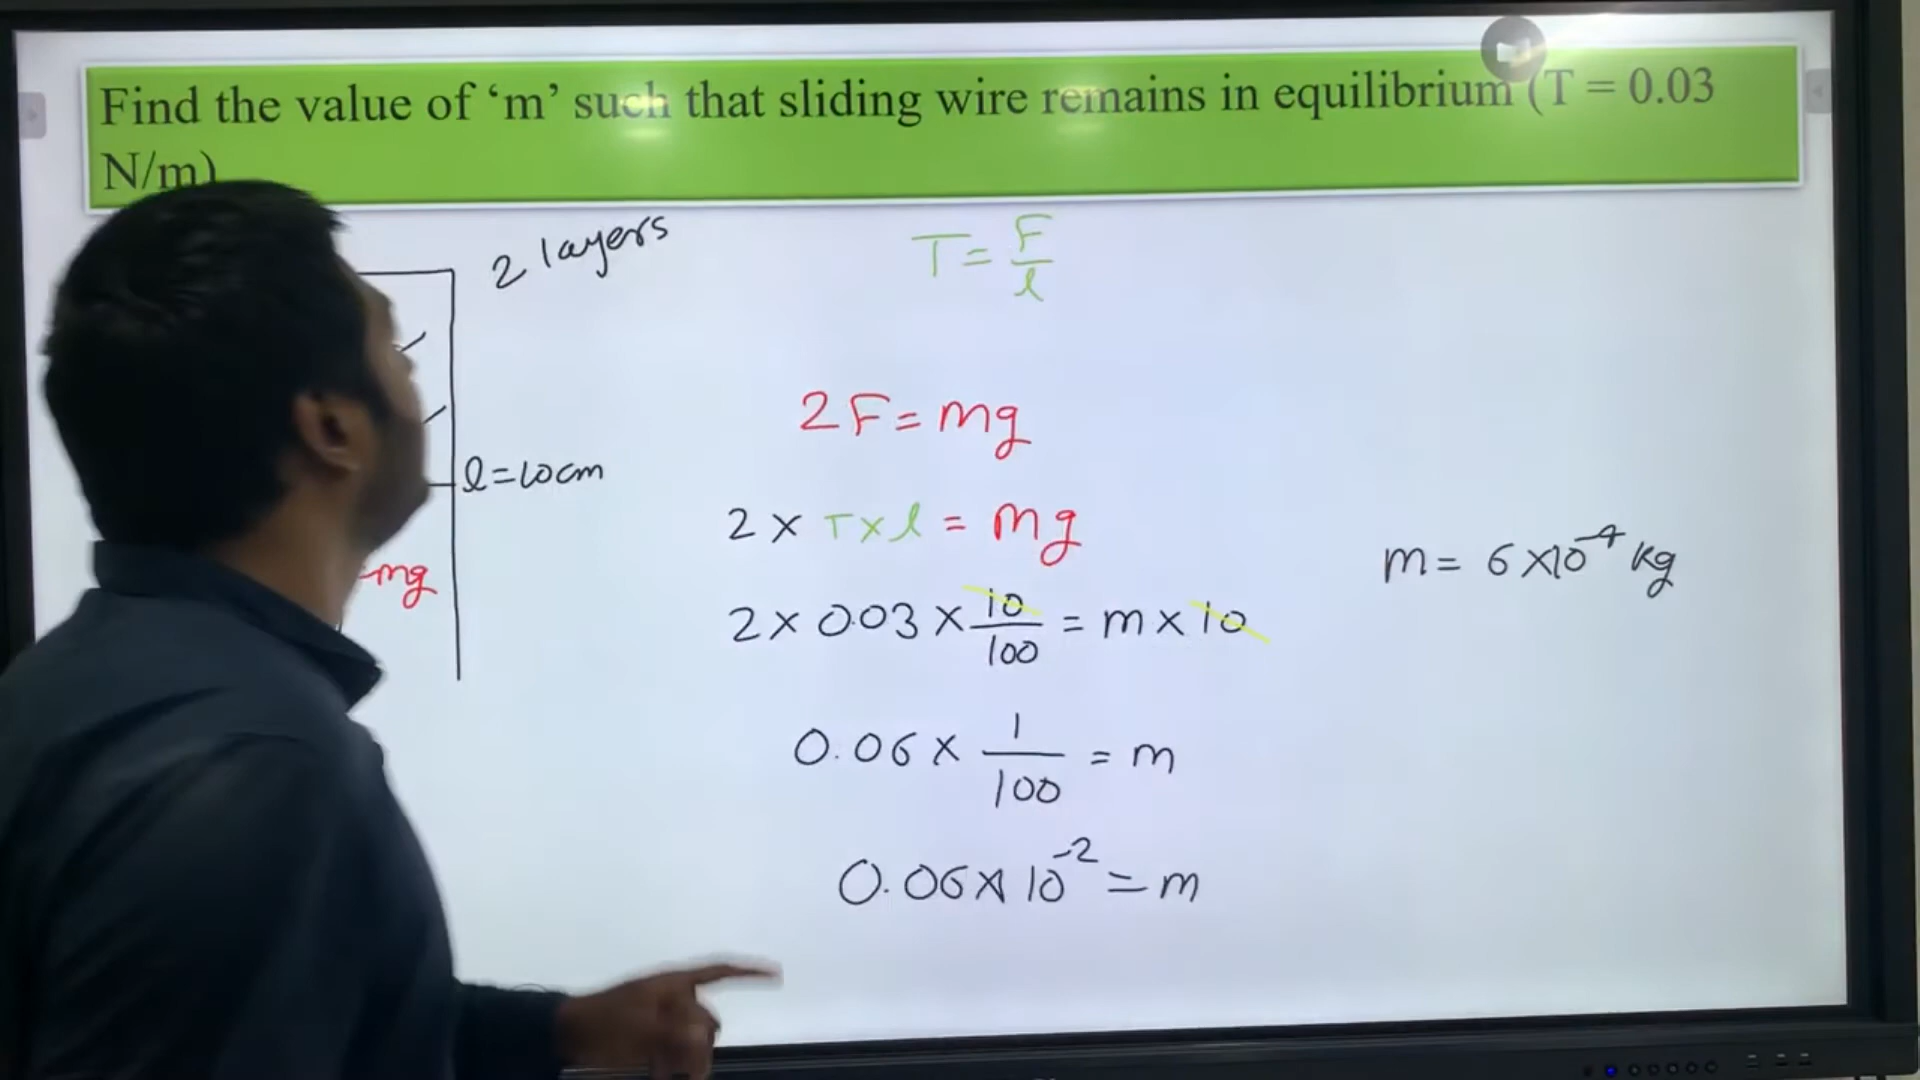 Find the value of ‘m’ such that sliding wire remains in equilibrium (T = 0.03
N/m)
2 layers
T = F/l
2F = mg
l = 10cm
2 × T × l = mg
mg
2 × 0.03 × 10/100 = m × 10
m = 6 × 10⁻⁴ kg
0.06 × 1/100 = m
0.06 × 10⁻² = m